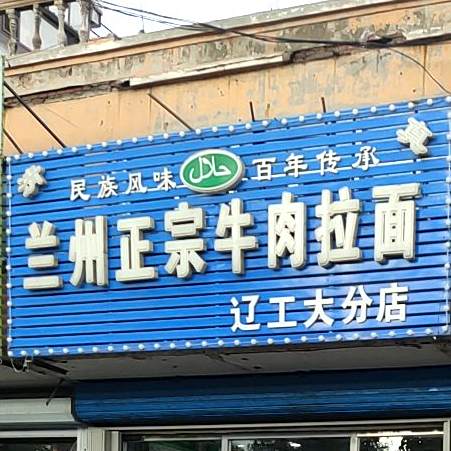 民族风味 حلال 百年传承
兰州正宗牛肉拉面
辽工大分店